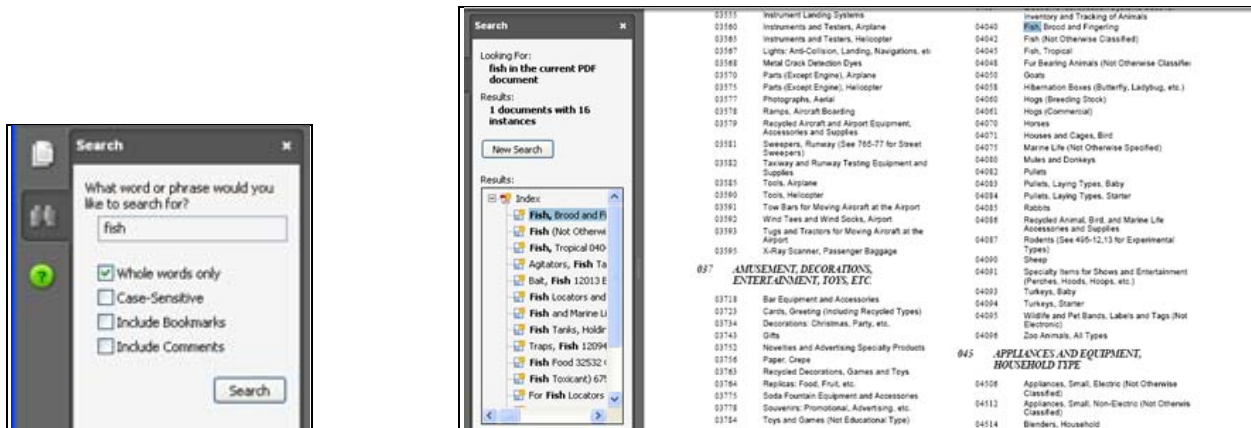 Search
What word or phrase would you
like to search for?
fish
Whole words only
Case-Sensitive
Include Bookmarks
Include Comments
Search
Search
Looking For:
fish in the current PDF
document
Results:
1 documents with 16
instances
New Search
Results:
Index
Fish, Brood and Fi
Fish (Not Otherwi
Fish, Tropical 040
Agitators, Fish Ta
Bait, Fish 12013 E
Fish Locators and
Fish and Marine Li
Fish Tanks, Holdir
Traps, Fish 12094
Fish Food 32532
Fish Toxicant) 675
For Fish Locators
03555 Instrument Landing Systems
03560 Instruments and Testers, Airplane
03565 Instruments and Testers, Helicopter
03567 Lights: Anti-Collision, Landing, Navigations, etc
03568 Metal Crack Detection Dyes
03570 Parts (Except Engine), Airplane
03575 Parts (Except Engine), Helicopter
03577 Photographs, Aerial
03578 Ramps, Aircraft Boarding
03579 Recycled Aircraft and Airport Equipment,
Accessories and Supplies
03581 Sweepers, Runway (See 765-77 for Street
Sweepers)
03582 Taxiway and Runway Testing Equipment and
Supplies
03585 Tools, Airplane
03590 Tools, Helicopter
03591 Tow Bars for Moving Aircraft at the Airport
03592 Wind Tees and Wind Socks, Airport
03593 Tugs and Tractors for Moving Aircraft at the
Airport
03595 X-Ray Scanner, Passenger Baggage
037 AMUSEMENT, DECORATIONS,
ENTERTAINMENT, TOYS, ETC.
03718 Bar Equipment and Accessories
03723 Cards, Greeting (Including Recycled Types)
03734 Decorations: Christmas, Party, etc.
03743 Gifts
03752 Novelties and Advertising Specialty Products
03756 Paper, Crepe
03763 Recycled Decorations, Games and Toys
03764 Replicas: Food, Fruit, etc.
03775 Soda Fountain Equipment and Accessories
03778 Souvenirs: Promotional, Advertising, etc.
03784 Toys and Games (Not Educational Type)
Inventory and Tracking of Animals
04040 Fish, Brood and Fingerling
04042 Fish (Not Otherwise Classified)
04045 Fish, Tropical
04048 Fur Bearing Animals (Not Otherwise Classifie
04050 Goats
04058 Hibernation Boxes (Butterfly, Ladybug, etc.)
04060 Hogs (Breeding Stock)
04061 Hogs (Commercial)
04070 Horses
04071 Houses and Cages, Bird
04075 Marine Life (Not Otherwise Specified)
04080 Mules and Donkeys
04082 Pullets
04083 Pullets, Laying Types, Baby
04084 Pullets, Laying Types, Starter
04085 Rabbits
04086 Recycled Animal, Bird, and Marine Life
Accessories and Supplies
04087 Rodents (See 495-12,13 for Experimental
Types)
04090 Sheep
04091 Specialty Items for Shows and Entertainment
(Perches, Hoods, Hoops, etc.)
04093 Turkeys, Baby
04094 Turkeys, Starter
04095 Wildlife and Pet Bands, Labels and Tags (Not
Electronic)
04096 Zoo Animals, All Types
045 APPLIANCES AND EQUIPMENT,
HOUSEHOLD TYPE
04506 Appliances, Small, Electric (Not Otherwise
Classified)
04512 Appliances, Small, Non-Electric (Not Otherwis
Classified)
04514 Blenders, Household